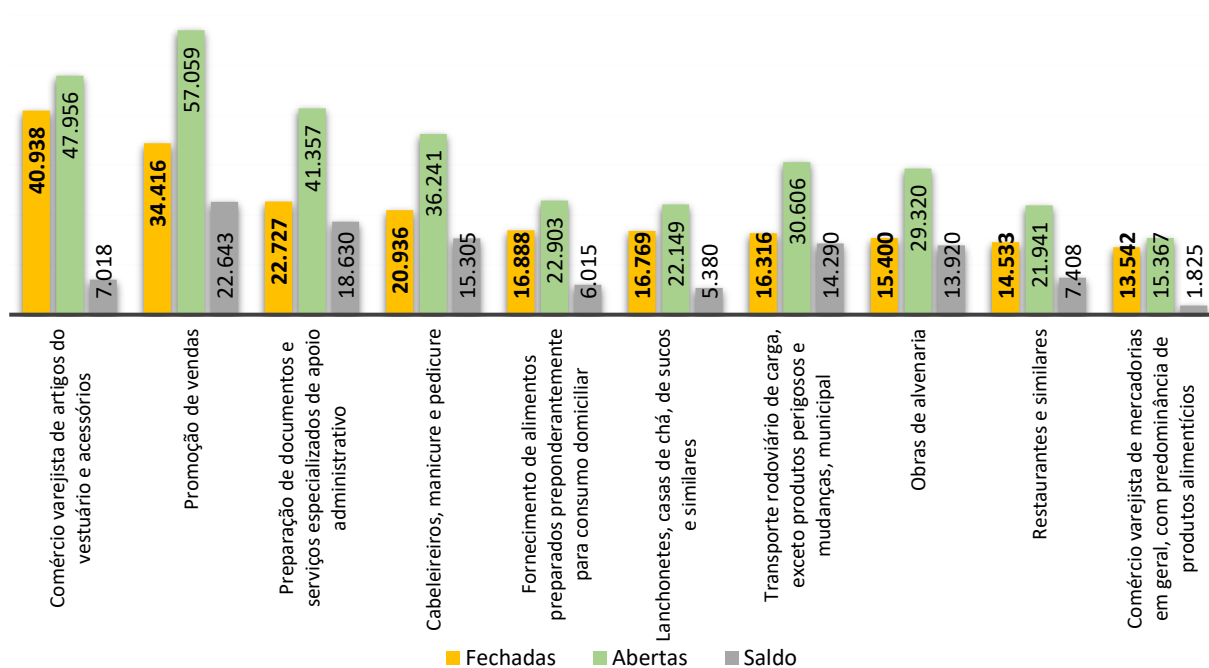 40.938
47.956
7.018
34.416
57.059
22.643
22.727
41.357
18.630
20.936
36.241
15.305
16.888
22.903
6.015
16.769
22.149
5.380
16.316
30.606
14.290
15.400
29.320
13.920
14.533
21.941
7.408
13.542
15.367
1.825
Comércio varejista de artigos do
vestuário e acessórios
Promoção de vendas
Preparação de documentos e
serviços especializados de apoio
administrativo
Cabeleireiros, manicure e pedicure
Fornecimento de alimentos
preparados preponderantemente
para consumo domiciliar
Lanchonetes, casas de chá, de sucos
e similares
Transporte rodoviário de carga,
exceto produtos perigosos e
mudanças, municipal
Obras de alvenaria
Restaurantes e similares
Comércio varejista de mercadorias
em geral, com predominância de
produtos alimentícios
Fechadas
Abertas
Saldo